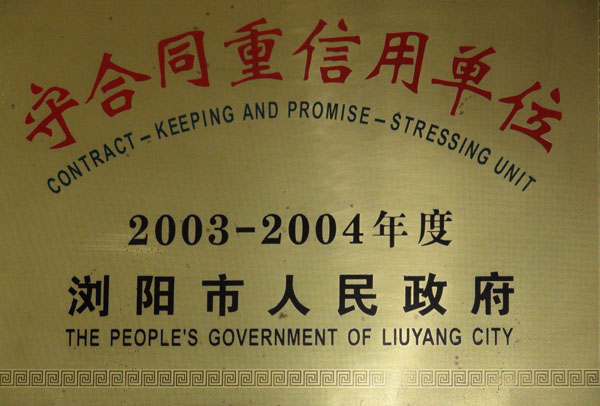 守合同重信用单位
CONTRACT-KEEPING AND PROMISE-STRESSING UNIT
2003-2004年度
浏阳市人民政府
THE PEOPLE'S GOVERNMENT OF LIUYANG CITY